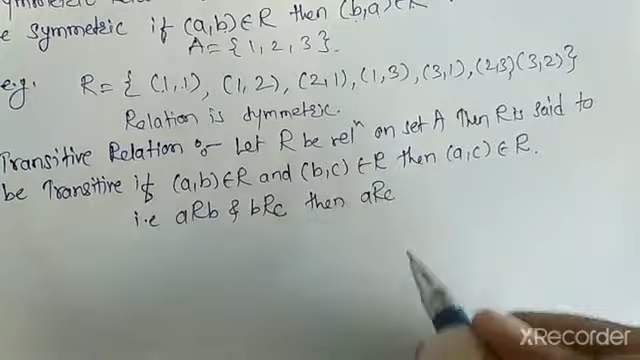 e symmetric if (a,b) ∈ R then (b,a) ∈ R
A = {1, 2, 3}.
e.g. R = { (1,1), (1,2), (2,1), (1,3), (3,1), (2,3) (3,2)}
Relation is symmetric.
Transitive Relation :- Let R be relⁿ on set A Then R is said to
be Transitive if (a,b) ∈ R and (b,c) ∈ R then (a,c) ∈ R.
i.e aRb & bRc then aRc
XRecorder